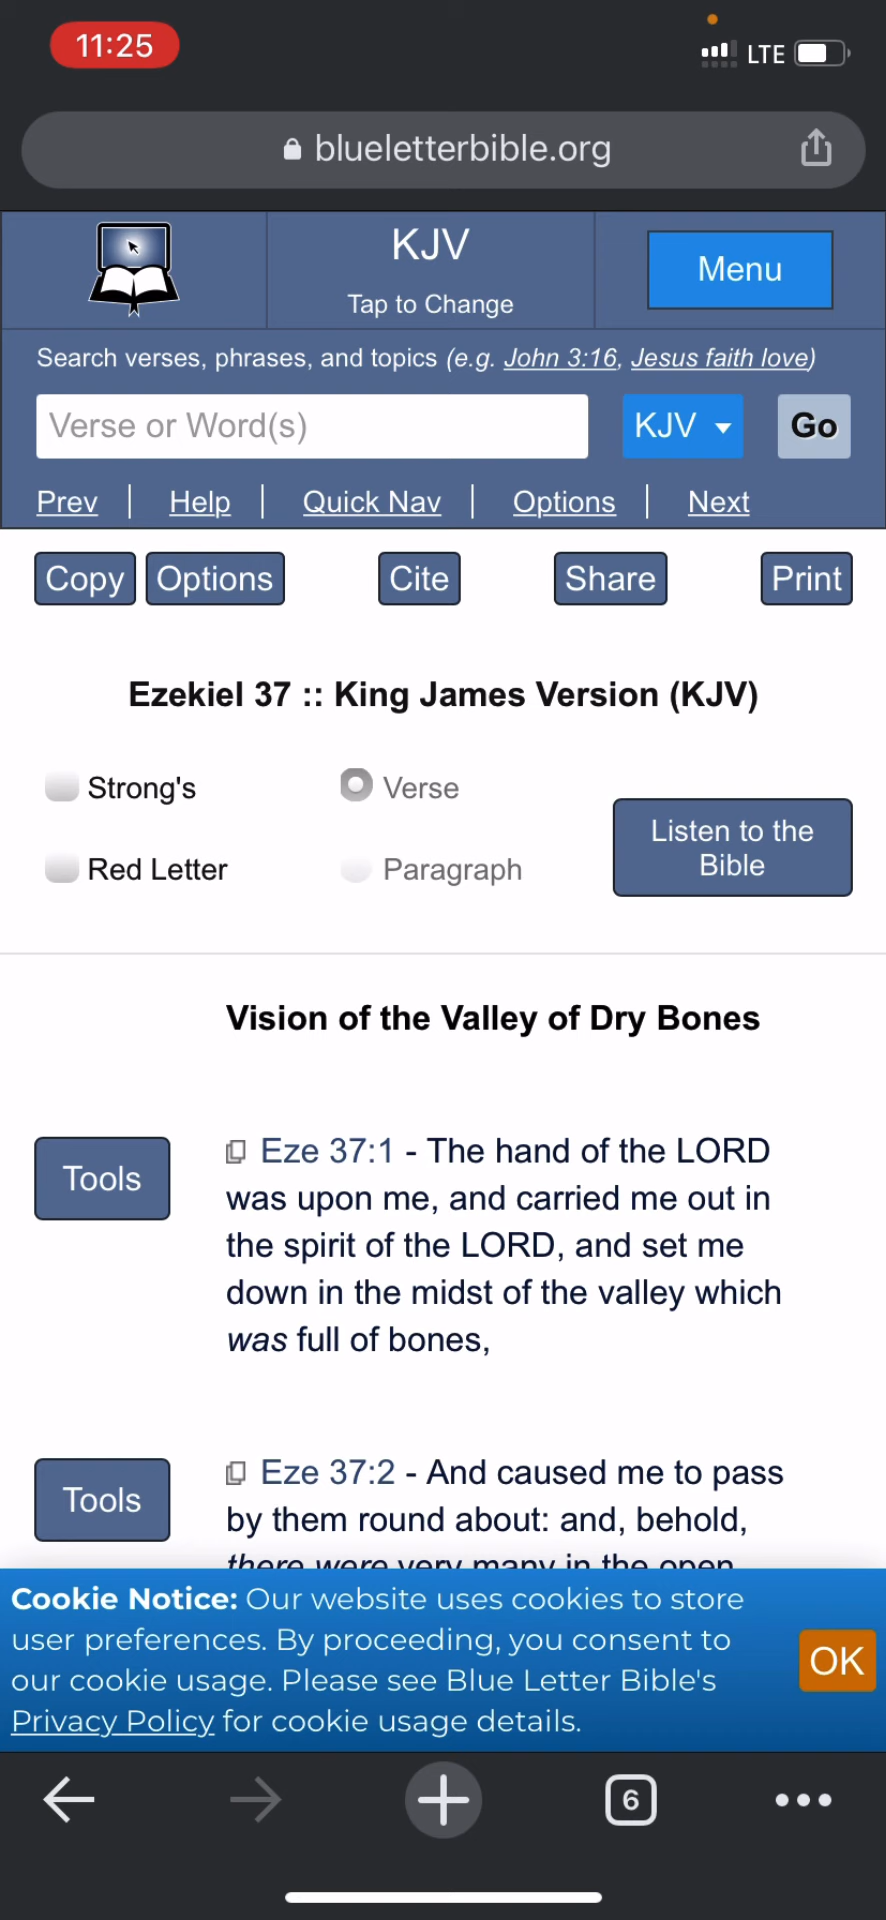 11:25
LTE
blueletterbible.org
KJV
Tap to Change
Menu
Search verses, phrases, and topics (e.g. John 3:16, Jesus faith love)
Verse or Word(s)
KJV
Go
Prev | Help | Quick Nav | Options | Next
Copy Options Cite Share Print
Ezekiel 37 :: King James Version (KJV)
Strong's Verse
Listen to the
Bible
Red Letter Paragraph
Vision of the Valley of Dry Bones
Tools
Eze 37:1 - The hand of the LORD
was upon me, and carried me out in
the spirit of the LORD, and set me
down in the midst of the valley which
was full of bones,
Tools
Eze 37:2 - And caused me to pass
by them round about: and, behold,
there were very many in the open
Cookie Notice: Our website uses cookies to store
user preferences. By proceeding, you consent to
our cookie usage. Please see Blue Letter Bible's
Privacy Policy for cookie usage details.
OK
6